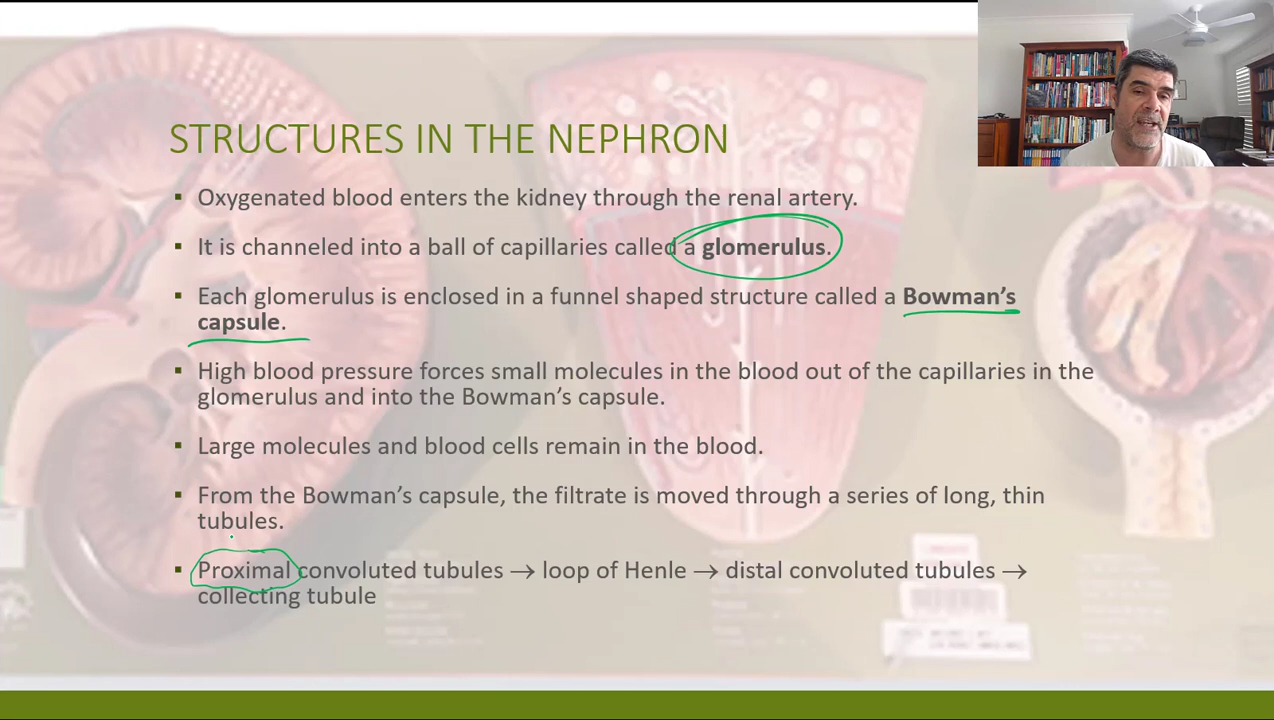 STRUCTURES IN THE NEPHRON
▪ Oxygenated blood enters the kidney through the renal artery.
▪ It is channeled into a ball of capillaries called a glomerulus.
▪ Each glomerulus is enclosed in a funnel shaped structure called a Bowman's
capsule.
▪ High blood pressure forces small molecules in the blood out of the capillaries in the
glomerulus and into the Bowman's capsule.
▪ Large molecules and blood cells remain in the blood.
▪ From the Bowman's capsule, the filtrate is moved through a series of long, thin
tubules.
▪ Proximal convoluted tubules → loop of Henle → distal convoluted tubules →
collecting tubule